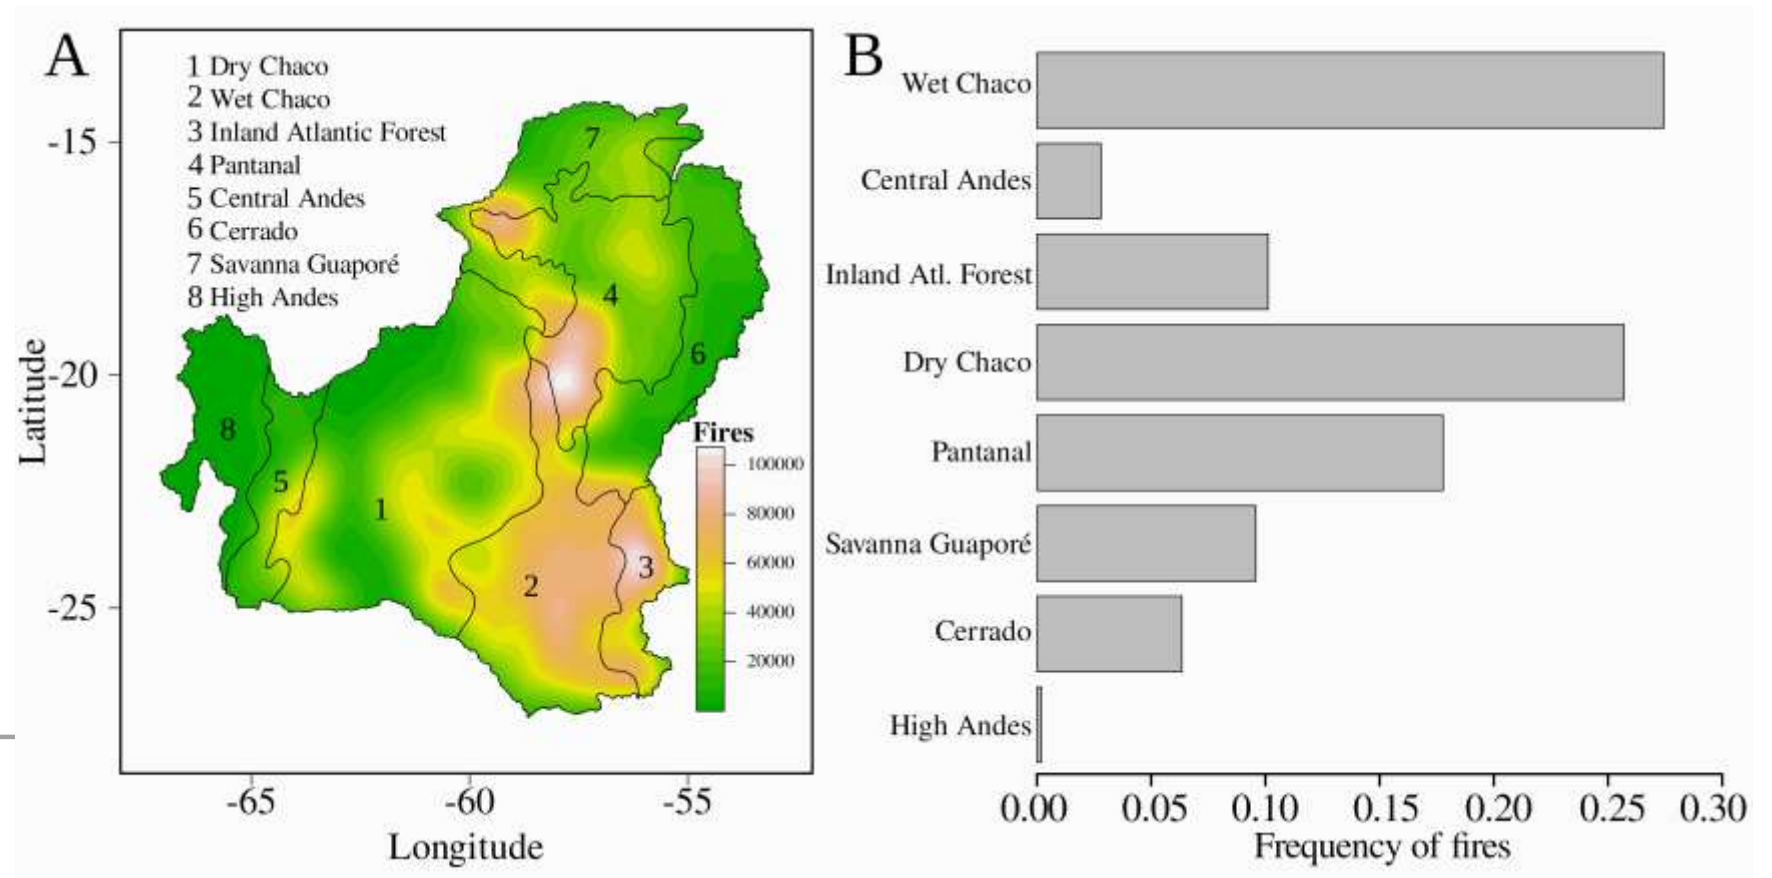 A
1 Dry Chaco
2 Wet Chaco
3 Inland Atlantic Forest
4 Pantanal
5 Central Andes
6 Cerrado
7 Savanna Guaporé
8 High Andes
-15
-20
-25
Latitude
-65
-60
-55
Longitude
7
4
6
8
5
1
2
3
Fires
100000
80000
60000
40000
20000
B
Wet Chaco
Central Andes
Inland Atl. Forest
Dry Chaco
Pantanal
Savanna Guaporé
Cerrado
High Andes
0.00 0.05 0.10 0.15 0.20 0.25 0.30
Frequency of fires